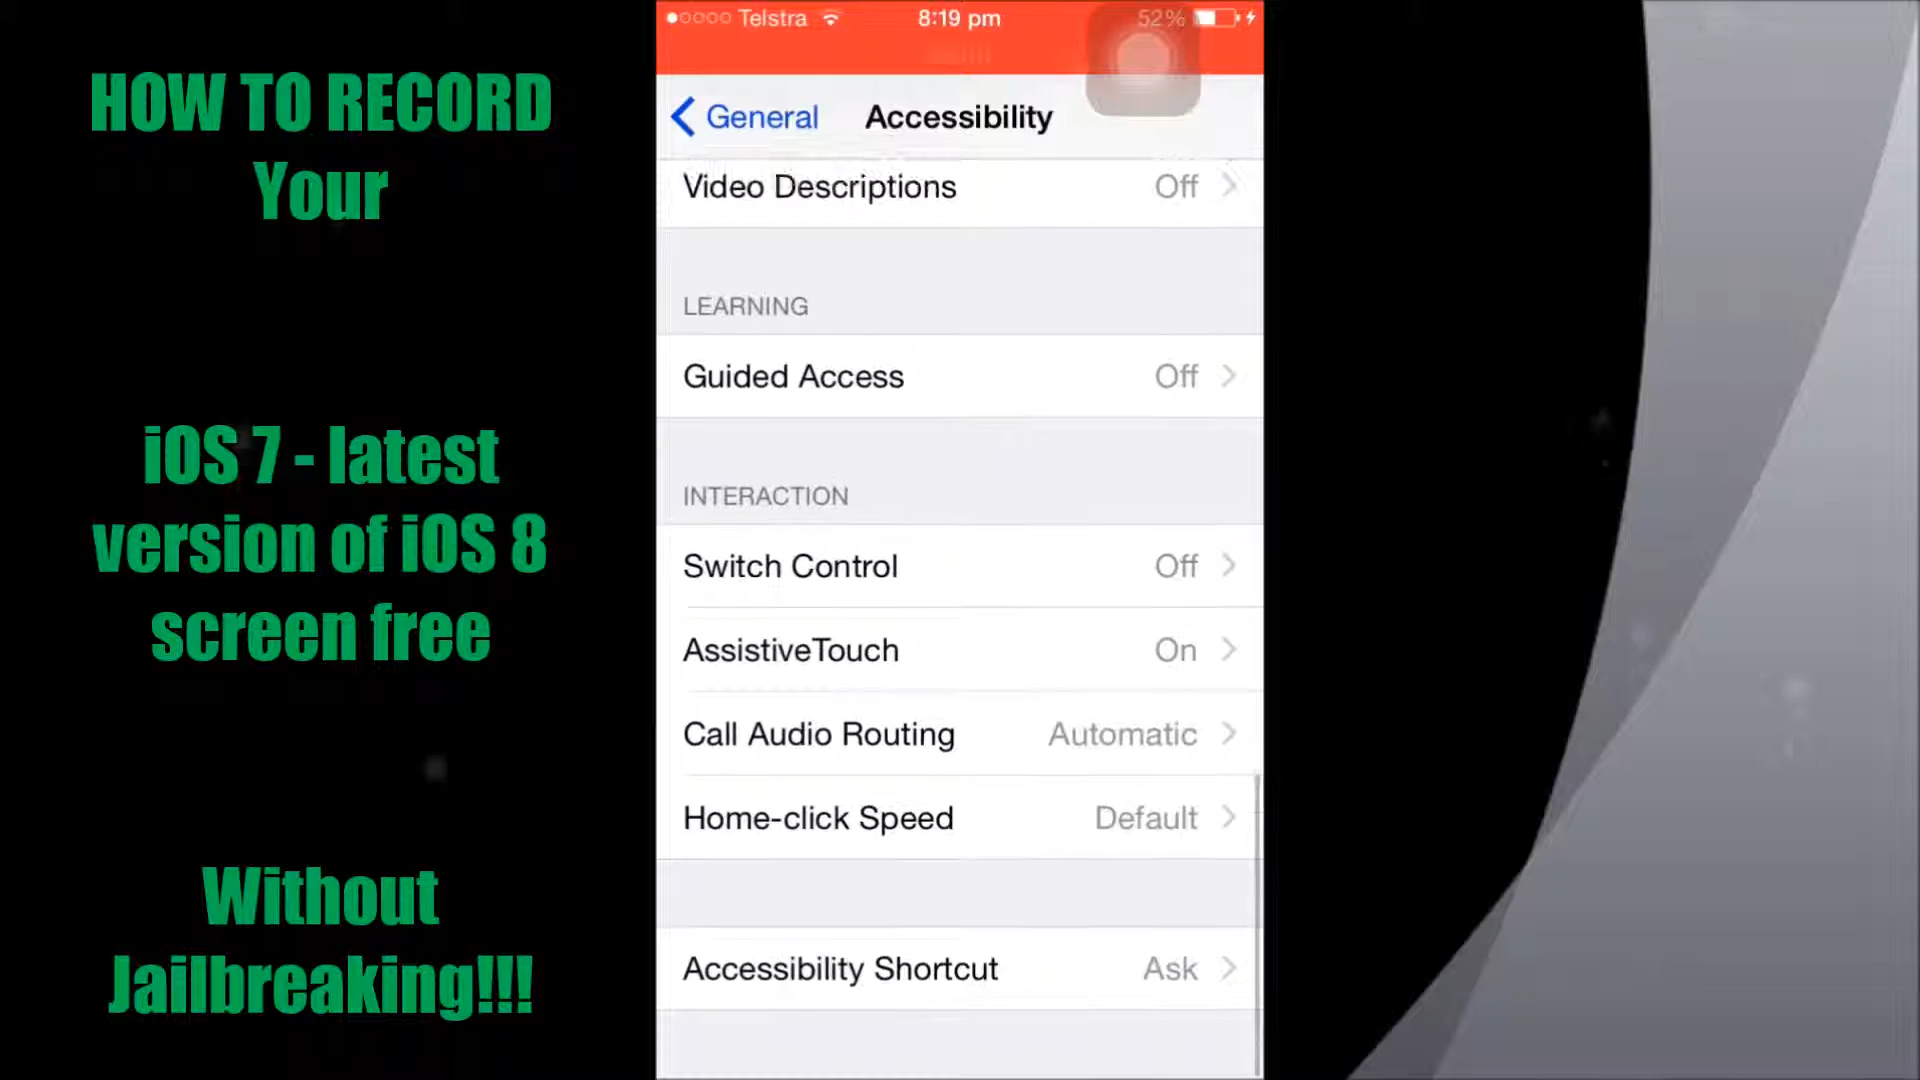 HOW TO RECORD
Your
iOS 7 - latest
version of iOS 8
screen free
Without
Jailbreaking!!!
Telstra 8:19 pm 52%
General Accessibility
Video Descriptions Off
LEARNING
Guided Access Off
INTERACTION
Switch Control Off
AssistiveTouch On
Call Audio Routing Automatic
Home-click Speed Default
Accessibility Shortcut Ask